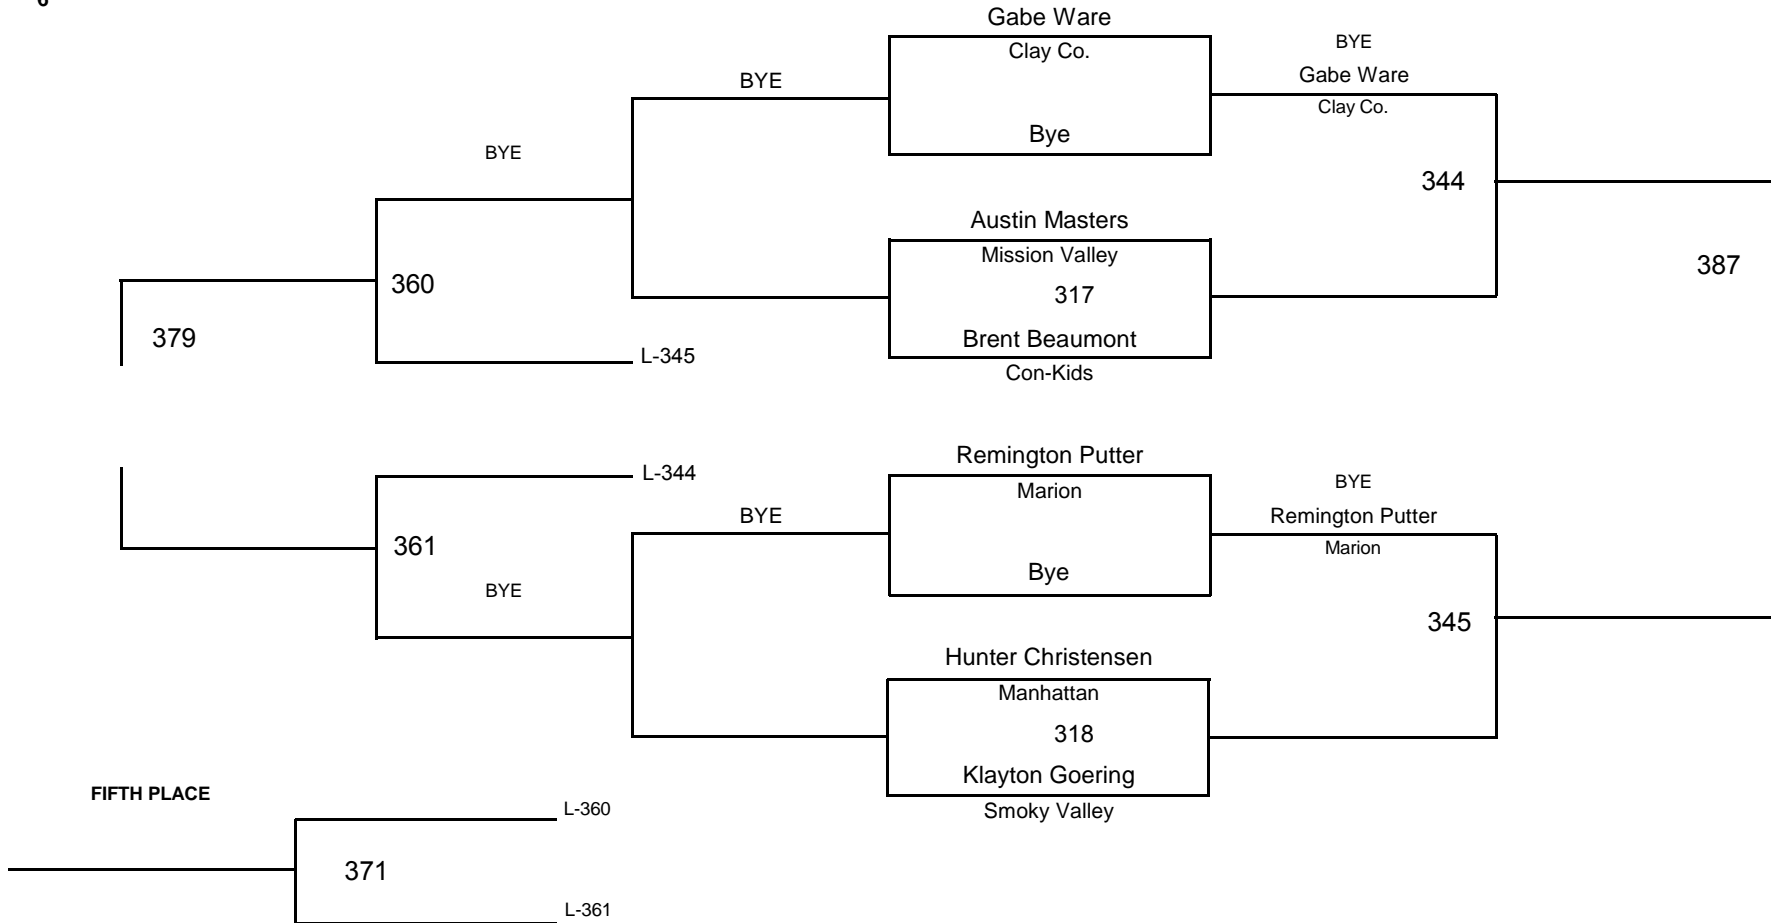 6
Gabe Ware
Clay Co.
BYE
BYE
Gabe Ware
Clay Co.
Bye
BYE
344
Austin Masters
Mission Valley
387
360
317
379
Brent Beaumont
L-345
Con-Kids
Remington Putter
L-344
Marion
BYE
BYE
Remington Putter
361
Marion
Bye
BYE
345
Hunter Christensen
Manhattan
318
Klayton Goering
FIFTH PLACE
L-360
Smoky Valley
371
L-361